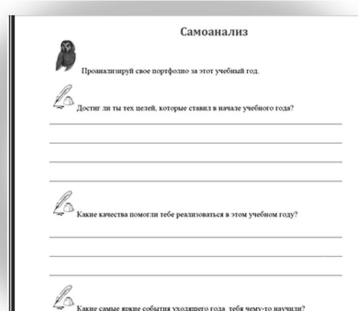 Самоанализ
Проанализируй свое портфолио за этот учебный год.
Достиг ли ты тех целей, которые ставил в начале учебного года?
Какие качества помогли тебе реализоваться в этом учебном году?
Какие самые яркие события уходящего года тебя чему-то научили?